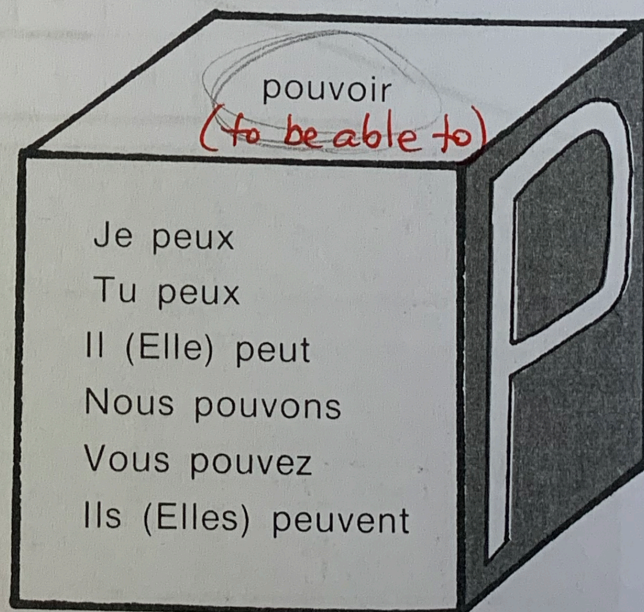 pouvoir
(to be able to)
Je peux
Tu peux
Il (Elle) peut
Nous pouvons
Vous pouvez
Ils (Elles) peuvent
P